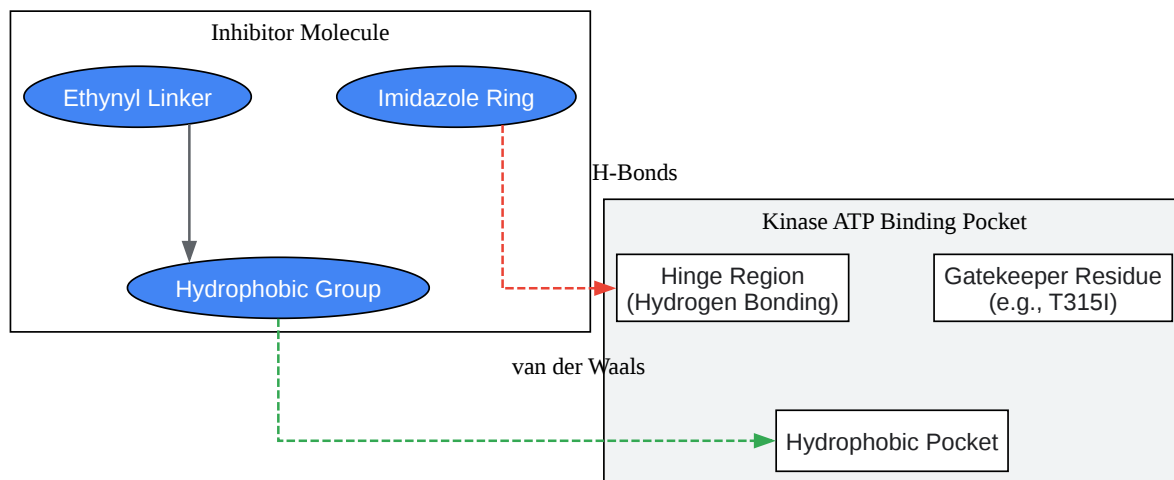 Inhibitor Molecule
Ethynyl Linker
Imidazole Ring
H-Bonds
Kinase ATP Binding Pocket
Hinge Region
(Hydrogen Bonding)
Gatekeeper Residue
(e.g., T315I)
Hydrophobic Group
van der Waals
Hydrophobic Pocket